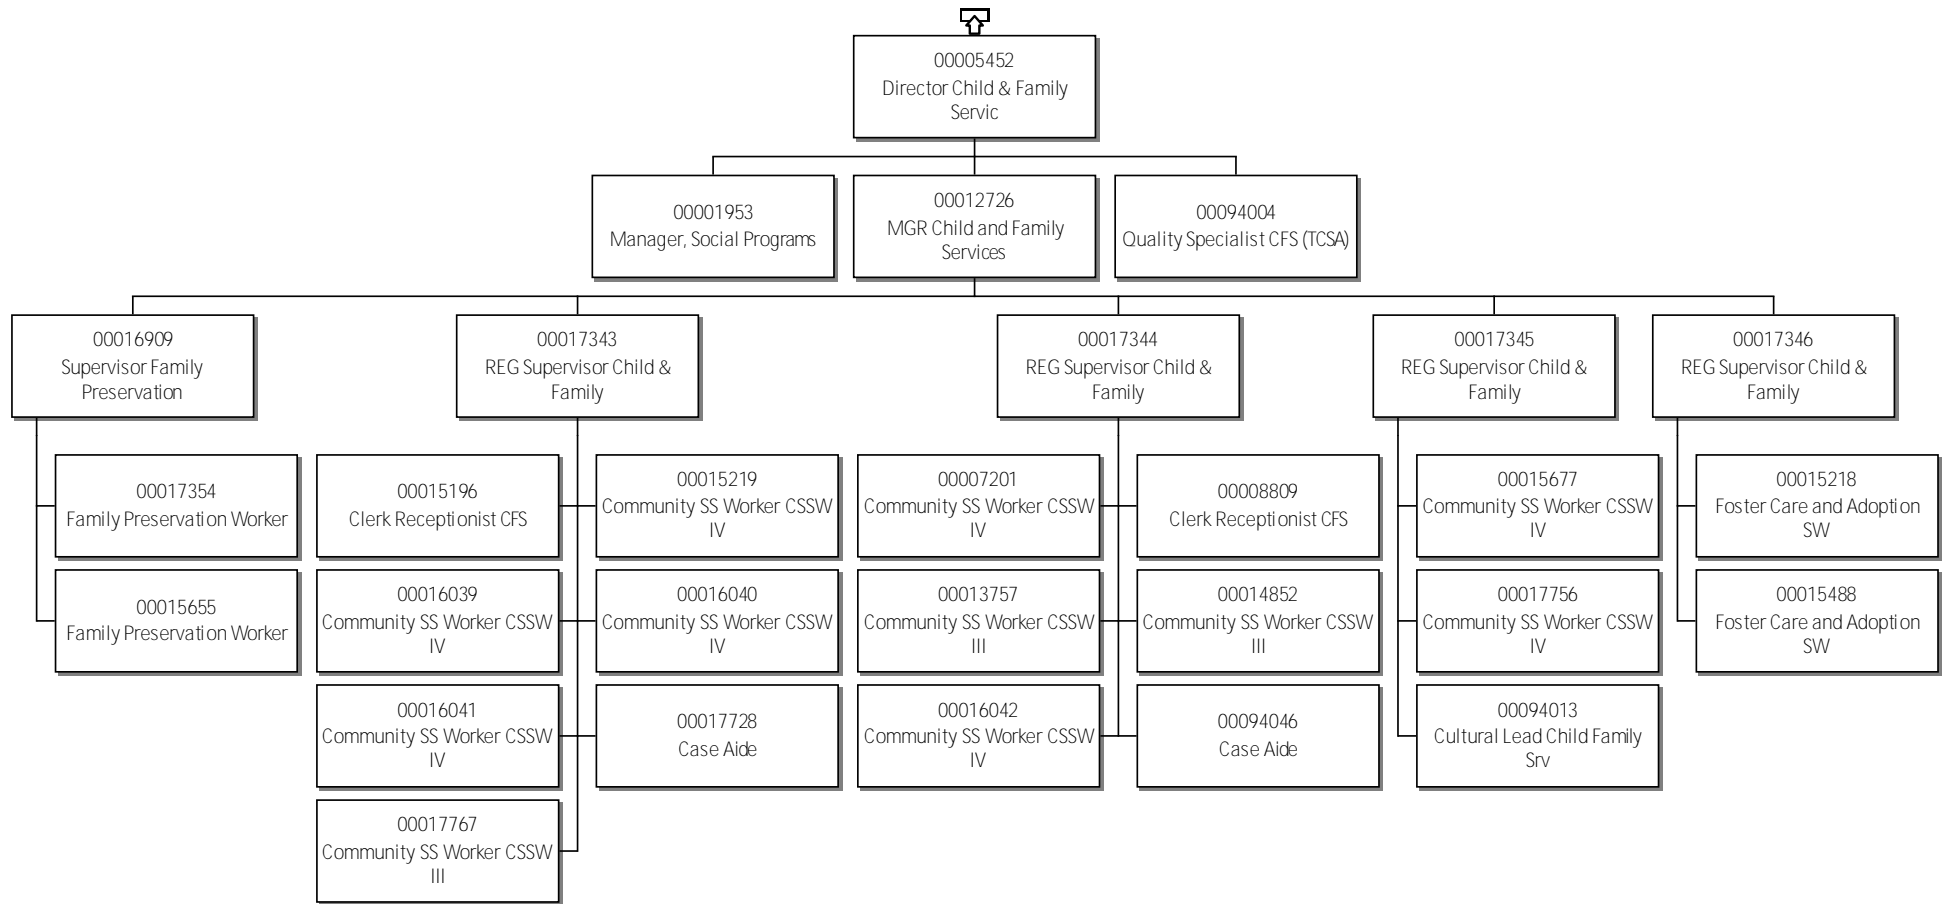 00005452
Director Child & Family
Servic
00001953
Manager, Social Programs
00012726
MGR Child and Family
Services
00094004
Quality Specialist CFS (TCSA)
00016909
Supervisor Family
Preservation
00017343
REG Supervisor Child &
Family
00017344
REG Supervisor Child &
Family
00017345
REG Supervisor Child &
Family
00017346
REG Supervisor Child &
Family
00017354
Family Preservation Worker
00015196
Clerk Receptionist CFS
00015219
Community SS Worker CSSW
IV
00007201
Community SS Worker CSSW
IV
00008809
Clerk Receptionist CFS
00015677
Community SS Worker CSSW
IV
00015218
Foster Care and Adoption
SW
00015655
Family Preservation Worker
00016039
Community SS Worker CSSW
IV
00016040
Community SS Worker CSSW
IV
00013757
Community SS Worker CSSW
III
00014852
Community SS Worker CSSW
III
00017756
Community SS Worker CSSW
IV
00015488
Foster Care and Adoption
SW
00016041
Community SS Worker CSSW
IV
00017728
Case Aide
00016042
Community SS Worker CSSW
IV
00094046
Case Aide
00094013
Cultural Lead Child Family
Srv
00017767
Community SS Worker CSSW
III